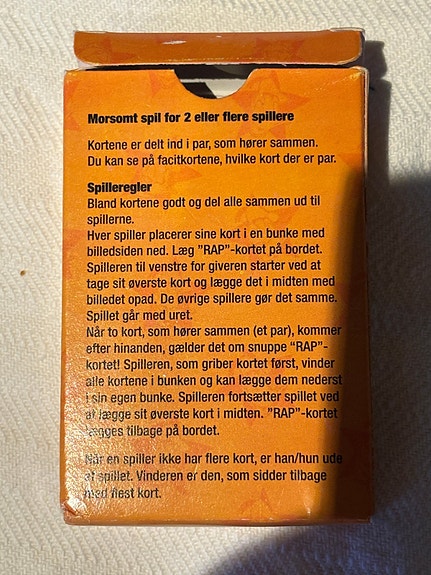 Morsomt spil for 2 eller flere spillere
Kortene er delt ind i par, som hører sammen.
Du kan se på facitkortene, hvilke kort der er par.
Spilleregler
Bland kortene godt og del alle sammen ud til
spillerne.
Hver spiller placerer sine kort i en bunke med
billedsiden ned. Læg "RAP"-kortet på bordet.
Spilleren til venstre for giveren starter ved at
tage sit øverste kort og lægge det i midten med
billedet opad. De øvrige spillere gør det samme.
Spillet går med uret.
Når to kort, som hører sammen (et par), kommer
efter hinanden, gælder det om snuppe "RAP"-
kortet! Spilleren, som griber kortet først, vinder
alle kortene i bunken og kan lægge dem nederst
i sin egen bunke. Spilleren fortsætter spillet ved
at lægge sit øverste kort i midten. "RAP"-kortet
lægges tilbage på bordet.
Når en spiller ikke har flere kort, er han/hun ude
af spillet. Vinderen er den, som sidder tilbage
med flest kort.